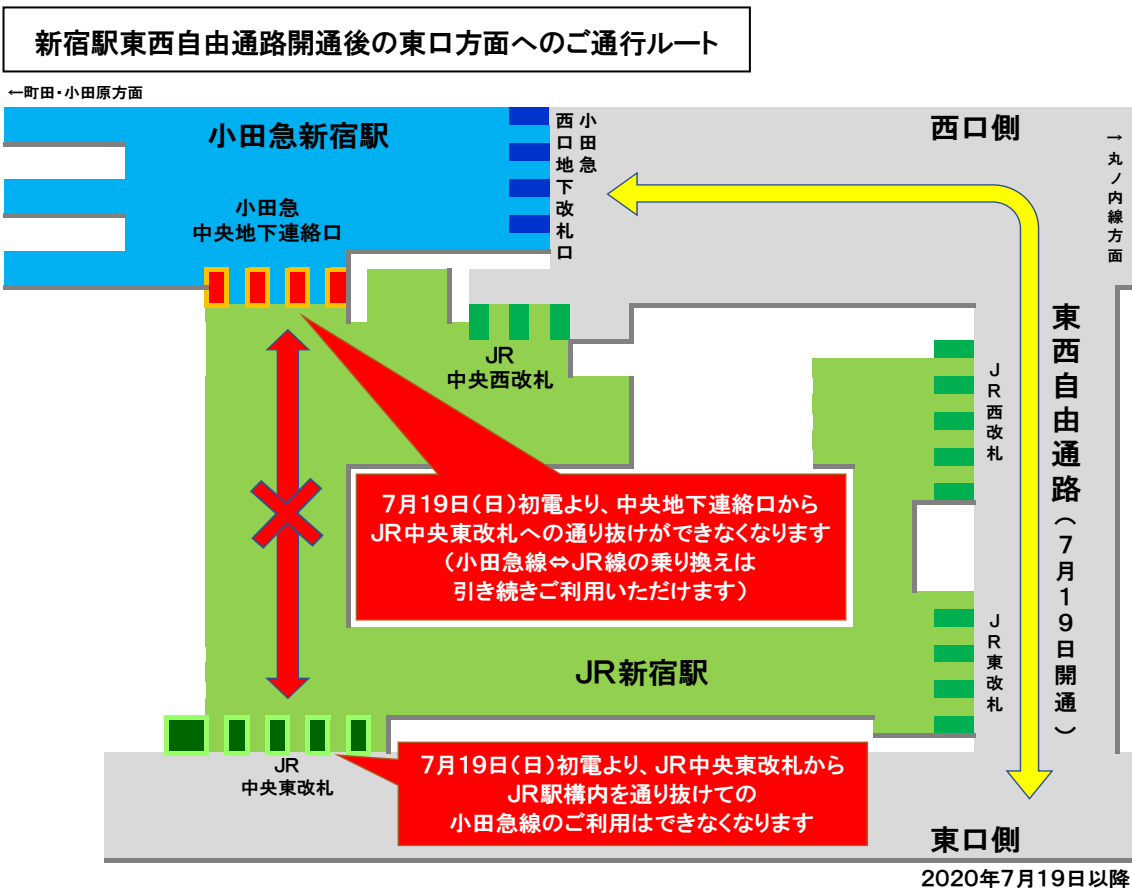 新宿駅東西自由通路開通後の東口方面へのご通行ルート
←町田・小田原方面
小田急新宿駅
小田急
中央地下連絡口
小田急
西口地下改札口
西口側
→丸ノ内線方面
JR
中央西改札
JR西改札
東西自由通路(7月19日開通)
7月19日(日)初電より、中央地下連絡口から
JR中央東改札への通り抜けができなくなります
(小田急線⇔JR線の乗り換えは
引き続きご利用いただけます)
JR東改札
JR新宿駅
JR
中央東改札
7月19日(日)初電より、JR中央東改札から
JR駅構内を通り抜けての
小田急線のご利用はできなくなります
東口側
2020年7月19日以降